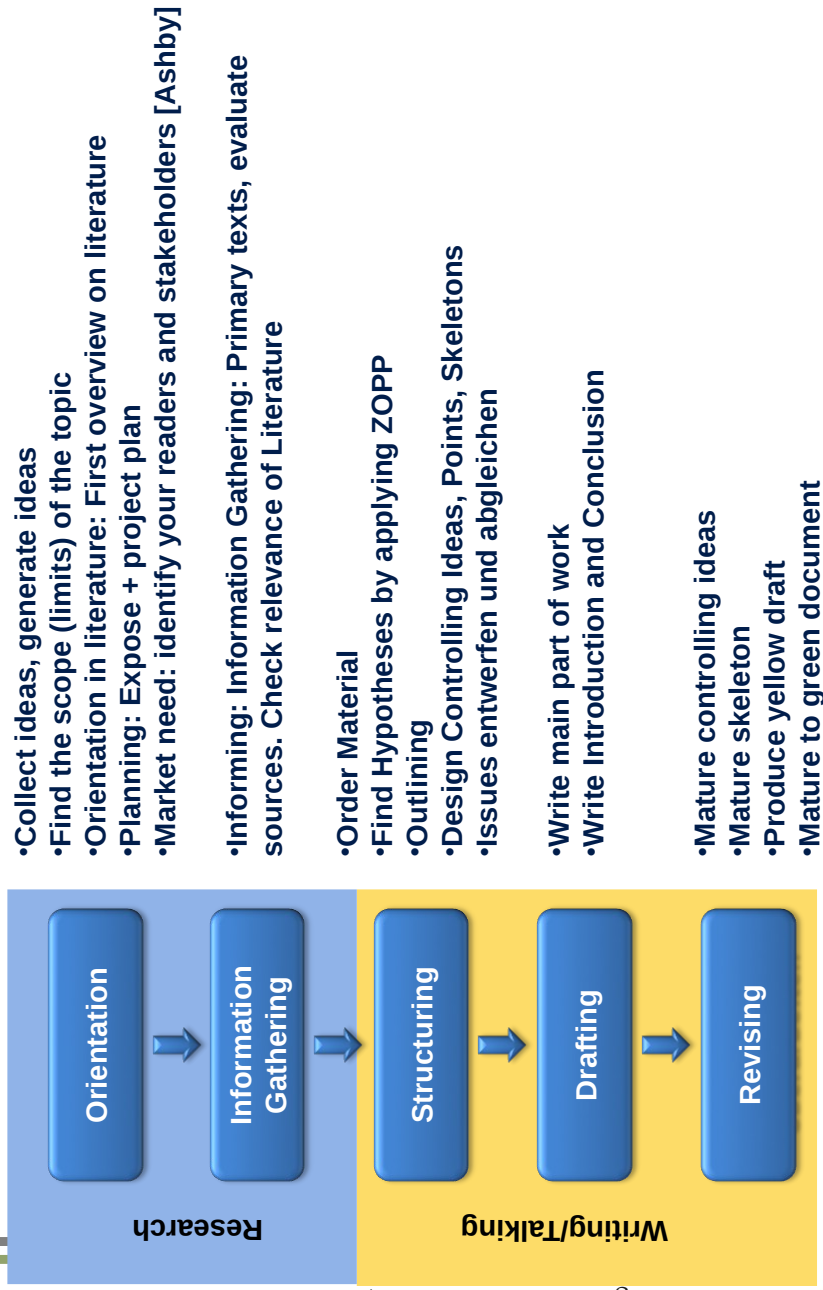 Research
Orientation
•Collect ideas, generate ideas
•Find the scope (limits) of the topic
•Orientation in literature: First overview on literature
•Planning: Expose + project plan
•Market need: identify your readers and stakeholders [Ashby]
Information
Gathering
•Informing: Information Gathering: Primary texts, evaluate
sources. Check relevance of Literature
Writing/Talking
Structuring
•Order Material
•Find Hypotheses by applying ZOPP
•Outlining
•Design Controlling Ideas, Points, Skeletons
•Issues entwerfen und abgleichen
Drafting
•Write main part of work
•Write Introduction and Conclusion
Revising
•Mature controlling ideas
•Mature skeleton
•Produce yellow draft
•Mature to green document